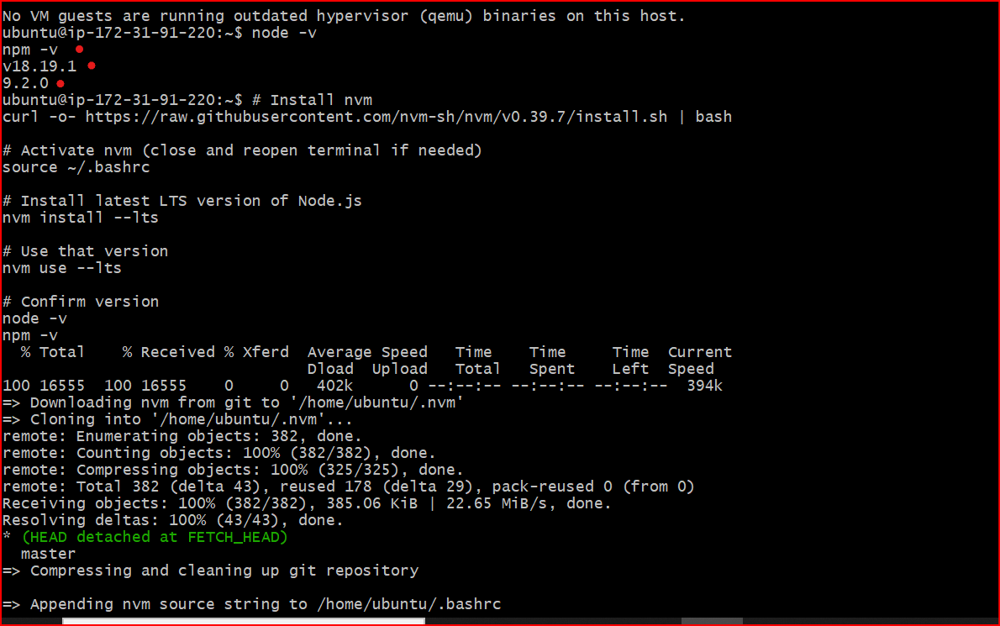 No VM guests are running outdated hypervisor (qemu) binaries on this host.
ubuntu@ip-172-31-91-220:~$ node -v
npm -v
v18.19.1
9.2.0
ubuntu@ip-172-31-91-220:~$ # Install nvm
curl -o- https://raw.githubusercontent.com/nvm-sh/nvm/v0.39.7/install.sh | bash
# Activate nvm (close and reopen terminal if needed)
source ~/.bashrc
# Install latest LTS version of Node.js
nvm install --lts
# Use that version
nvm use --lts
# Confirm version
node -v
npm -v
  % Total    % Received % Xferd  Average Speed   Time    Time     Time  Current
                                 Dload  Upload   Total   Spent    Left  Speed
100 16555  100 16555    0     0   402k      0 --:--:-- --:--:-- --:--:--  394k
=> Downloading nvm from git to '/home/ubuntu/.nvm'
=> Cloning into '/home/ubuntu/.nvm'...
remote: Enumerating objects: 382, done.
remote: Counting objects: 100% (382/382), done.
remote: Compressing objects: 100% (325/325), done.
remote: Total 382 (delta 43), reused 178 (delta 29), pack-reused 0 (from 0)
Receiving objects: 100% (382/382), 385.06 KiB | 22.65 MiB/s, done.
Resolving deltas: 100% (43/43), done.
* (HEAD detached at FETCH_HEAD)
  master
=> Compressing and cleaning up git repository
=> Appending nvm source string to /home/ubuntu/.bashrc